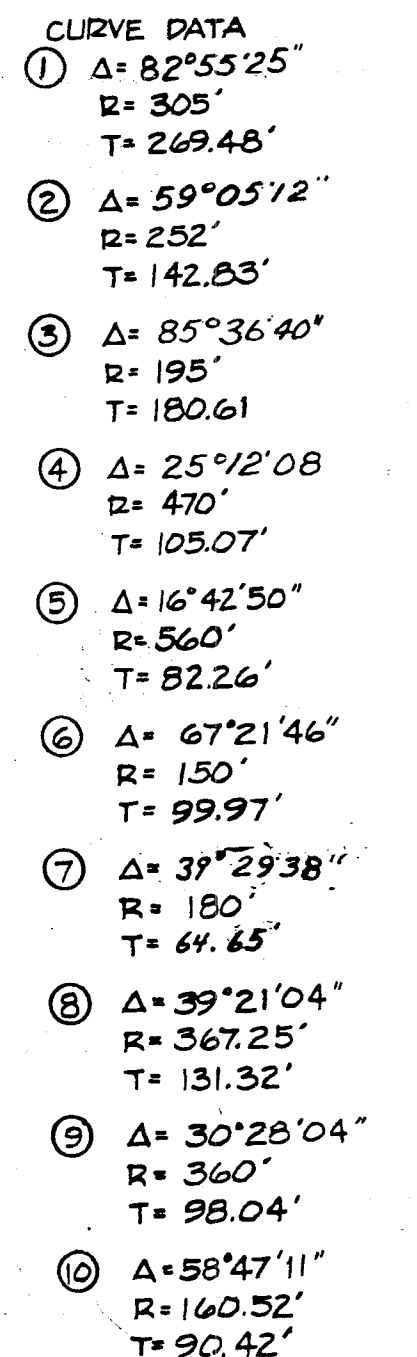 CURVE DATA
① Δ= 82°55'25"
R= 305'
T= 269.48'
② Δ= 59°05'12"
R= 252'
T= 142.83'
③ Δ= 85°36'40"
R= 195'
T= 180.61
④ Δ= 25°12'08
R= 470'
T= 105.07'
⑤ Δ= 16°42'50"
R= 560'
T= 82.26'
⑥ Δ= 67°21'46"
R= 150'
T= 99.97'
⑦ Δ= 39°29'38"
R= 180'
T= 64.65'
⑧ Δ= 39°21'04"
R= 367.25'
T= 131.32'
⑨ Δ= 30°28'04"
R= 360'
T= 98.04'
⑩ Δ= 58°47'11"
R= 160.52'
T= 90.42'